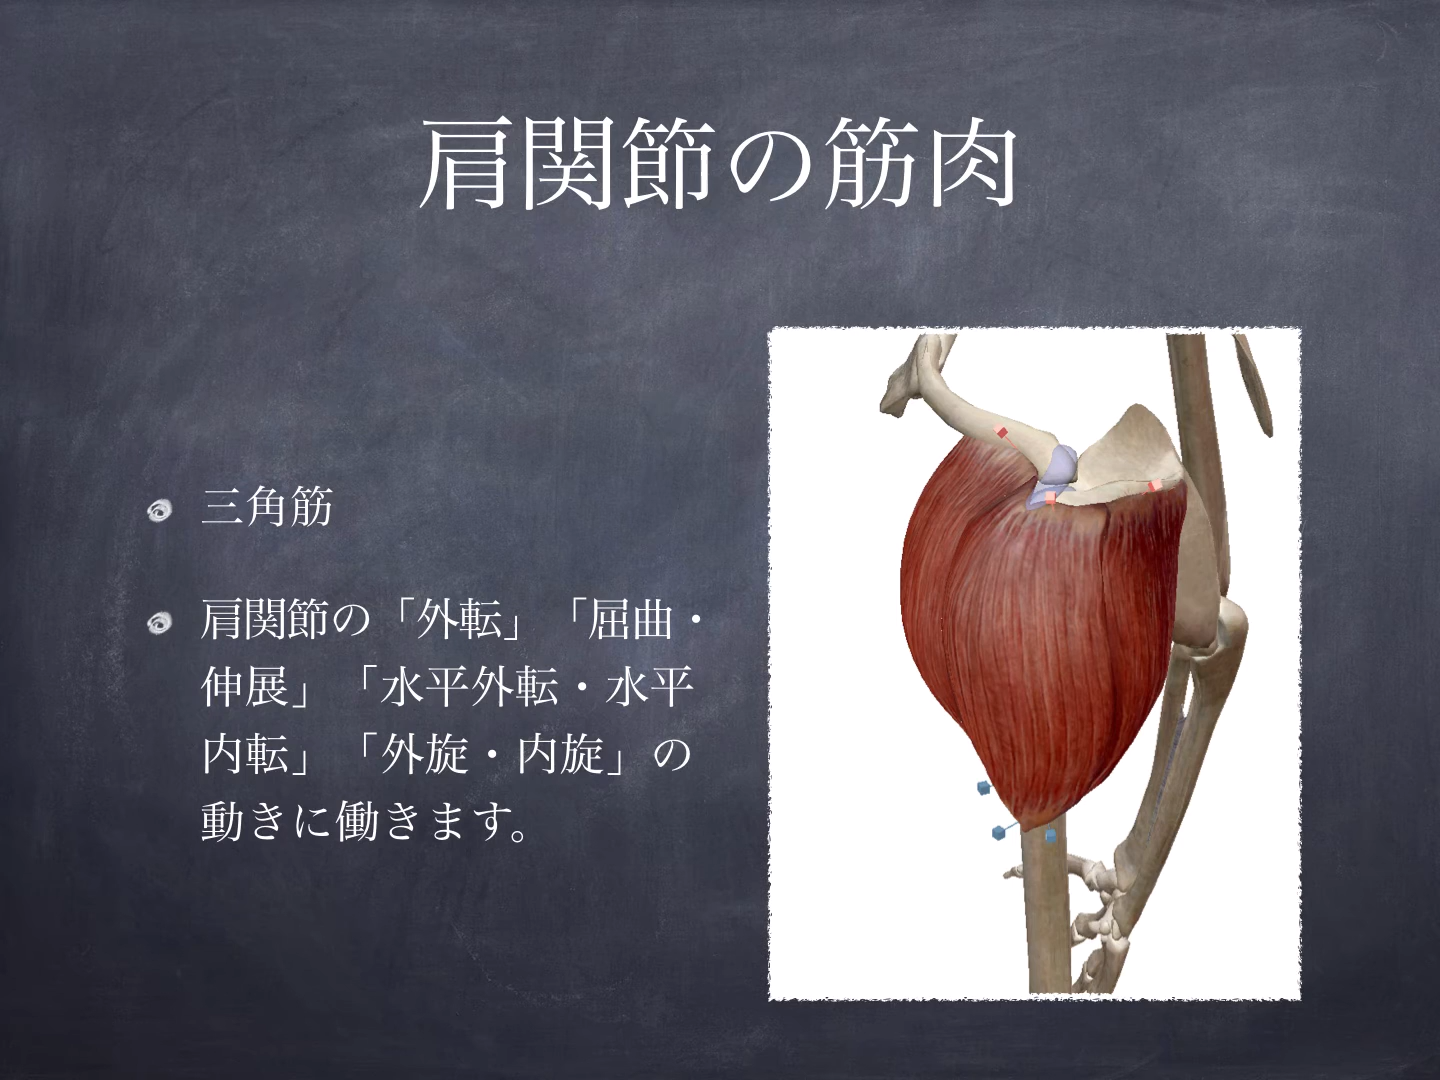 肩関節の筋肉
三角筋
肩関節の「外転」「屈曲・
伸展」「水平外転・水平
内転」「外旋・内旋」の
動きに働きます。